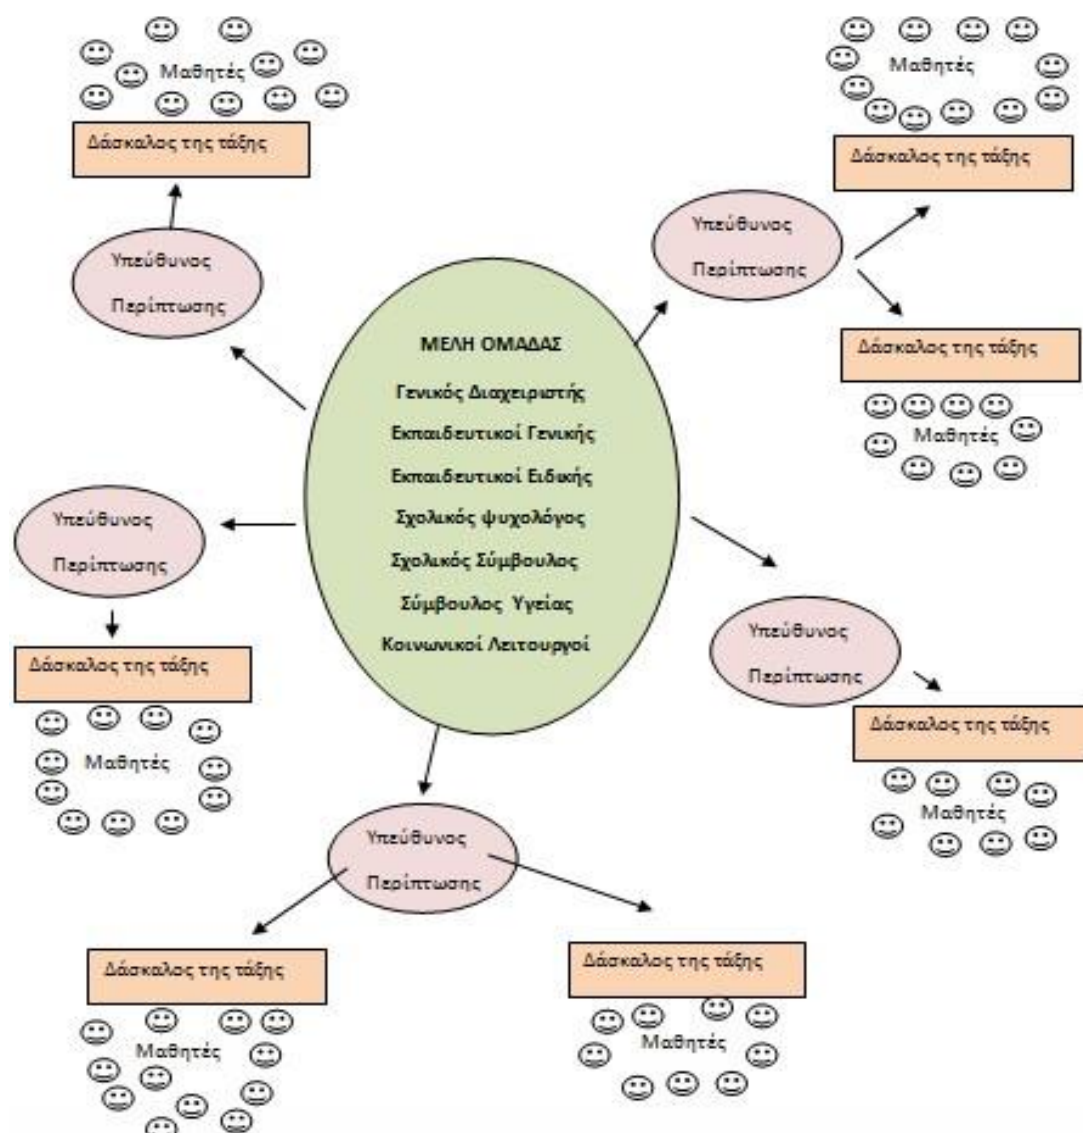 Μαθητές
Δάσκαλος της τάξης
Υπεύθυνος
Περίπτωσης
Μαθητές
Δάσκαλος της τάξης
Υπεύθυνος
Περίπτωσης
Δάσκαλος της τάξης
Μαθητές
ΜΕΛΗ ΟΜΑΔΑΣ
Γενικός Διαχειριστής
Εκπαιδευτικοί Γενικής
Εκπαιδευτικοί Ειδικής
Σχολικός ψυχολόγος
Σχολικός Σύμβουλος
Σύμβουλος Υγείας
Κοινωνικοί Λειτουργοί
Υπεύθυνος
Περίπτωσης
Δάσκαλος της τάξης
Μαθητές
Υπεύθυνος
Περίπτωσης
Δάσκαλος της τάξης
Μαθητές
Υπεύθυνος
Περίπτωσης
Δάσκαλος της τάξης
Μαθητές
Δάσκαλος της τάξης
Μαθητές